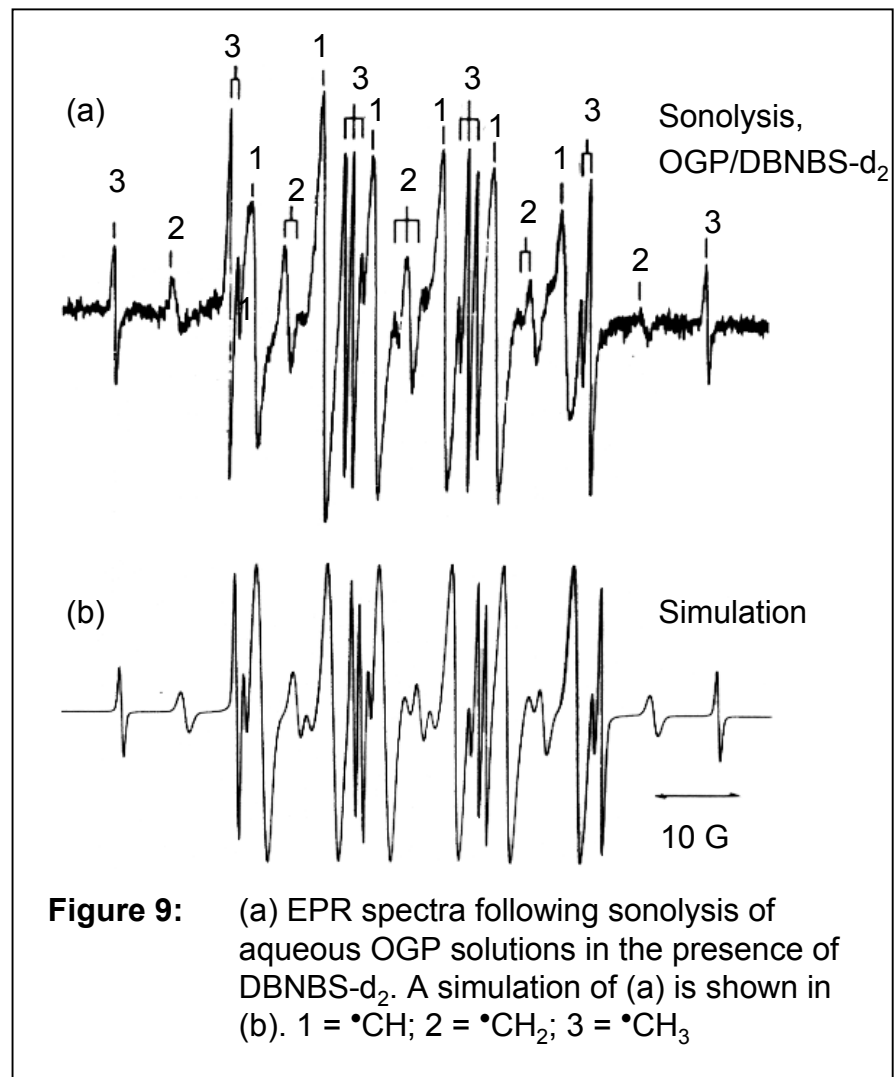 3
1
(a)
3
1
1
3
Sonolysis,
OGP/DBNBS-d₂
1
1
1
3
2
2
2
2
3
2
1
(b)
Simulation
10 G
Figure 9: (a) EPR spectra following sonolysis of
aqueous OGP solutions in the presence of
DBNBS-d₂. A simulation of (a) is shown in
(b). 1 = •CH; 2 = •CH₂; 3 = •CH₃